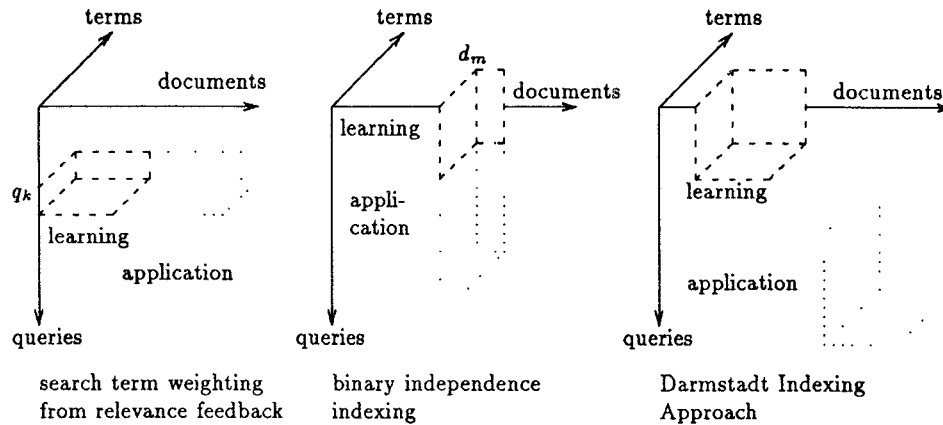 terms
documents
q_k
learning
application
queries
search term weighting
from relevance feedback
terms
d_m
documents
learning
appli-
cation
queries
binary independence
indexing
terms
documents
learning
application
queries
Darmstadt Indexing
Approach